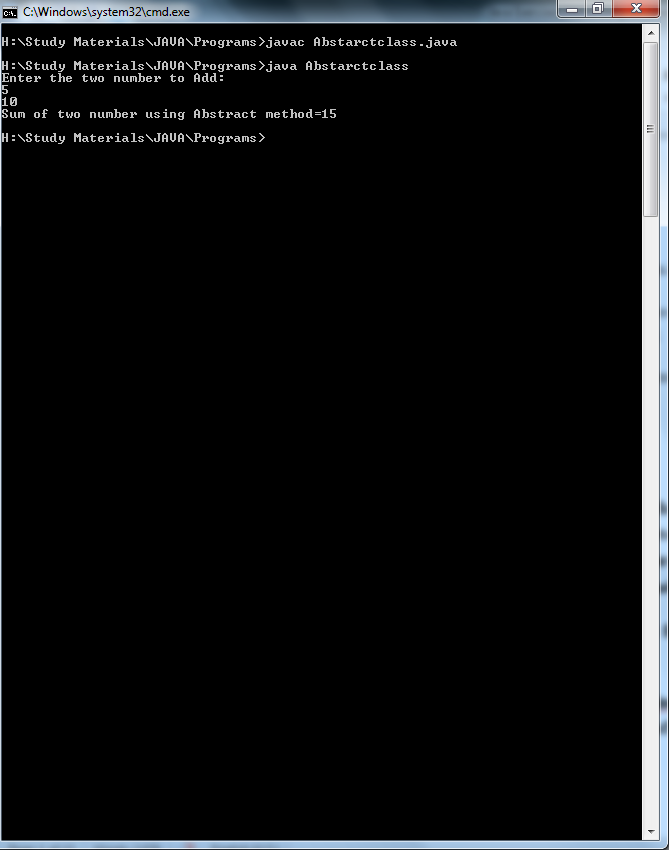 C:\Windows\system32\cmd.exe
H:\Study Materials\JAVA\Programs>javac Abstarctclass.java
H:\Study Materials\JAVA\Programs>java Abstarctclass
Enter the two number to Add:
5
10
Sum of two number using Abstract method=15
H:\Study Materials\JAVA\Programs>